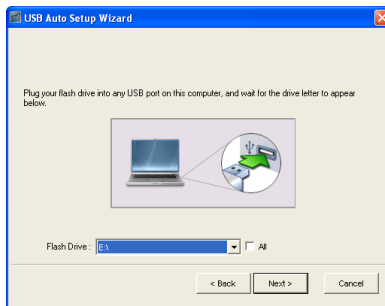 USB Auto Setup Wizard
Plug your flash drive into any USB port on this computer, and wait for the drive letter to appear
below.
Flash Drive : E:\ All
< Back Next > Cancel